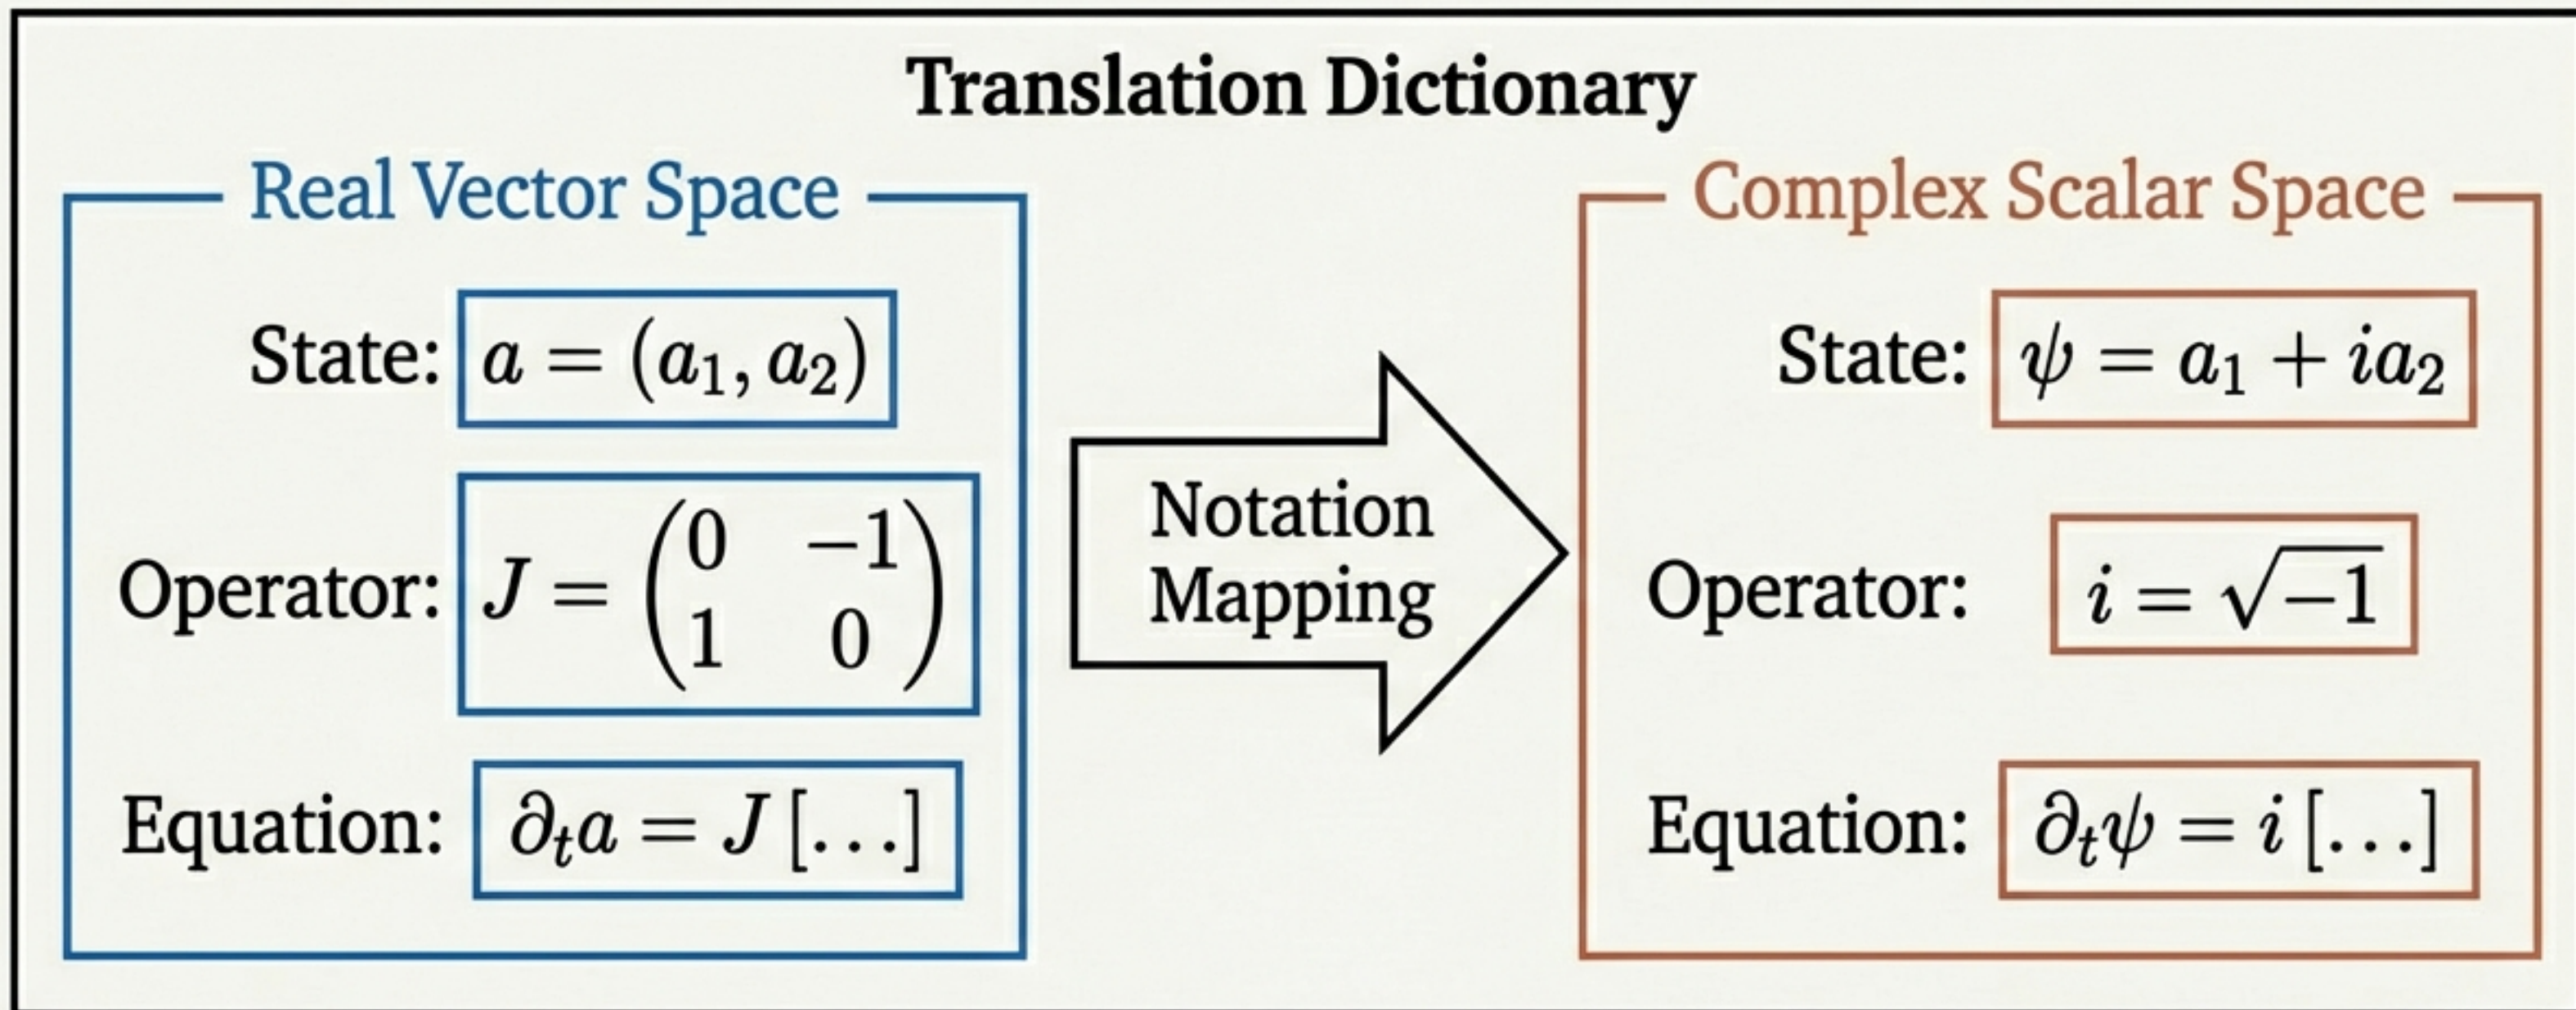 Translation Dictionary
Real Vector Space
State: a = (a₁, a₂)
Operator: J = (0 −1
1 0)
Equation: ∂ₜa = J [...]
Notation
Mapping
Complex Scalar Space
State: ψ = a₁ + ia₂
Operator: i = √−1
Equation: ∂ₜψ = i [...]